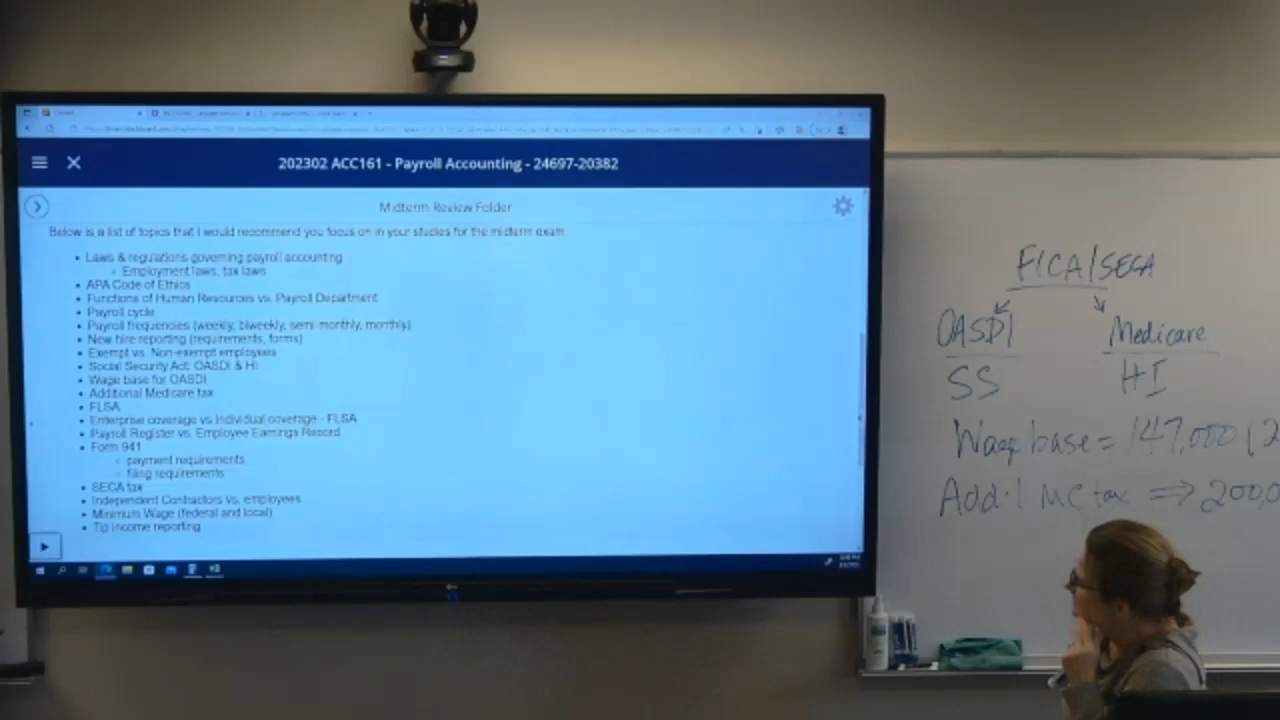 202302 ACC161 - Payroll Accounting - 24697-20382
Midterm Review Folder
Below is a list of topics that I would recommend you focus on in your studies for the midterm exam
• Laws & regulations governing payroll accounting
◦ Employment laws, tax laws
• APA Code of Ethics
• Functions of Human Resources vs. Payroll Department
• Payroll cycle
• Payroll frequencies (weekly, biweekly, semi-monthly, monthly)
• New hire reporting (requirements, forms)
• Exempt vs. Non-exempt employees
• Social Security Act: OASDI & HI
• Wage base for OASDI
• Additional Medicare tax
• FLSA
• Enterprise coverage vs Individual coverage - FLSA
• Payroll Register vs. Employee Earnings Record
• Form 941
◦ payment requirements
◦ filing requirements
• SECA tax
• Independent Contractors vs. employees
• Minimum Wage (federal and local)
• Tip income reporting
FICA/SECA
OASDI Medicare
SS HI
Wage base = 147,000 (2
Add'l MC tax ⇒ 200,0